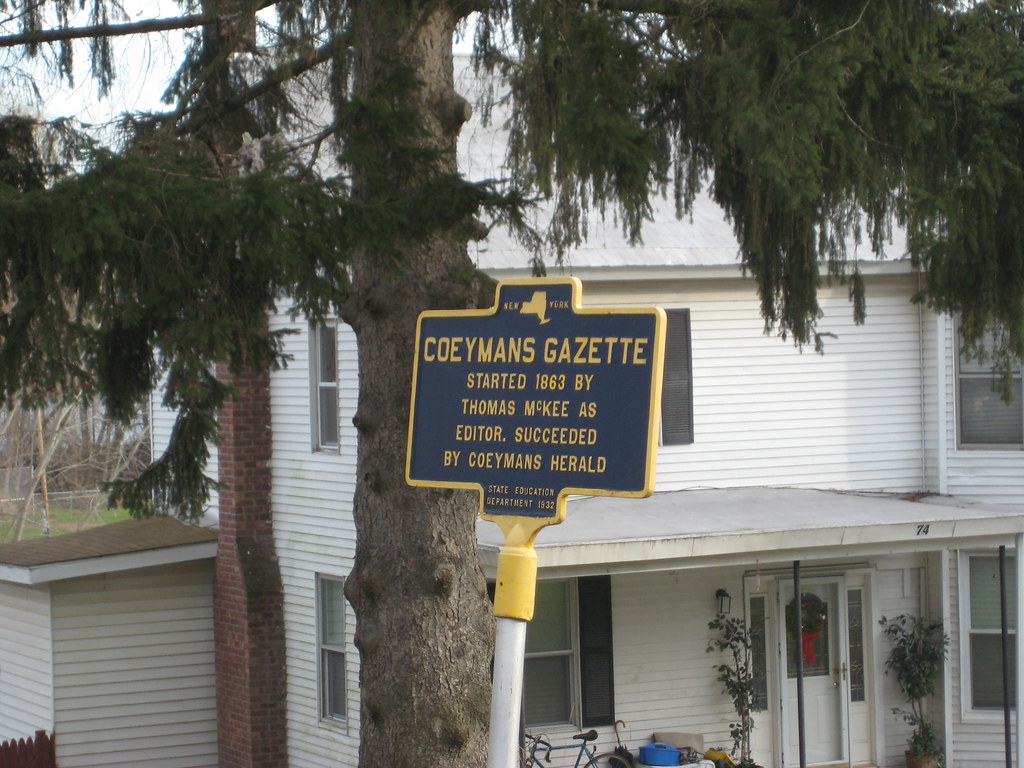 NEW YORK
COEYMANS GAZETTE
STARTED 1863 BY
THOMAS McKEE AS
EDITOR. SUCCEEDED
BY COEYMANS HERALD
STATE EDUCATION
DEPARTMENT 1932
74